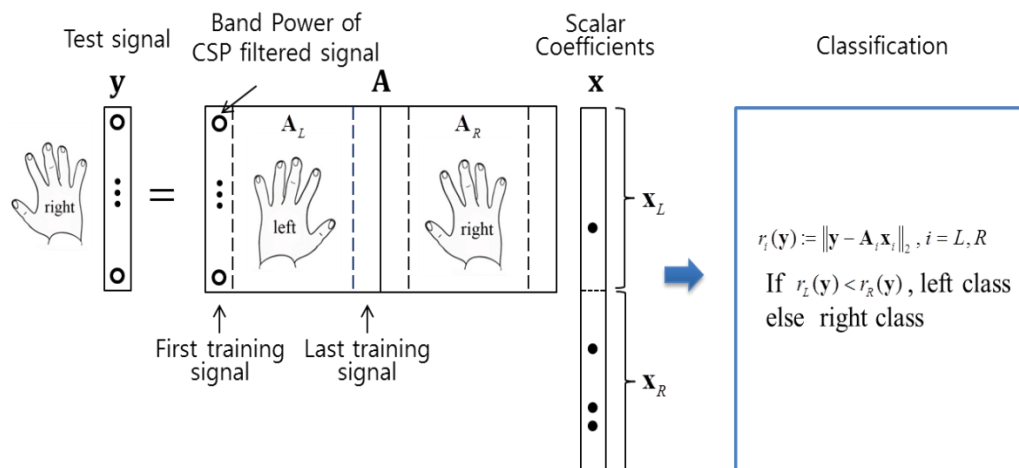 Test signal
y
Band Power of
CSP filtered signal
A
Scalar
Coefficients
x
Classification
right
=
A_L
left
A_R
right
x_L
x_R
First training
signal
Last training
signal
r_i(y) := ‖y − A_i x_i‖_2 , i = L, R
If r_L(y) < r_R(y) , left class
else right class